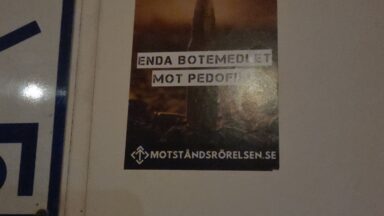 ENDA BOTEMEDLET
MOT PEDOFILI
MOTSTÅNDSRÖRELSEN.SE